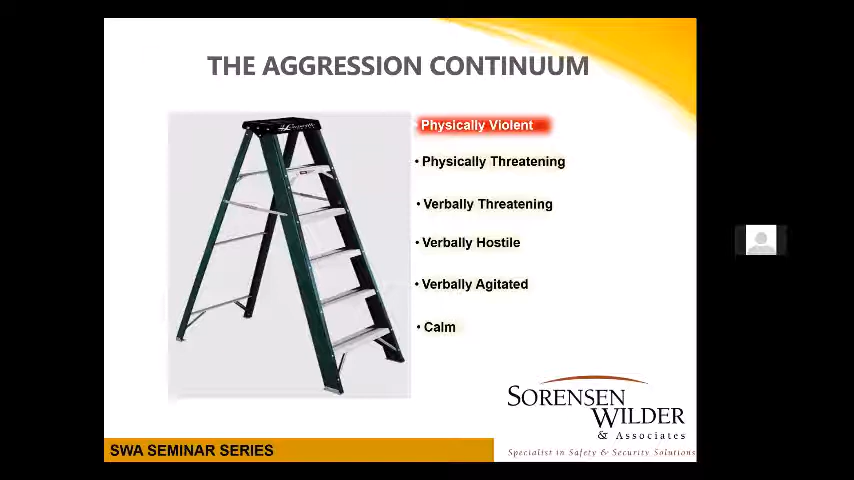 THE AGGRESSION CONTINUUM
• Physically Violent
• Physically Threatening
• Verbally Threatening
• Verbally Hostile
• Verbally Agitated
• Calm
SORENSEN
WILDER
& Associates
Specialist in Safety & Security Solutions
SWA SEMINAR SERIES